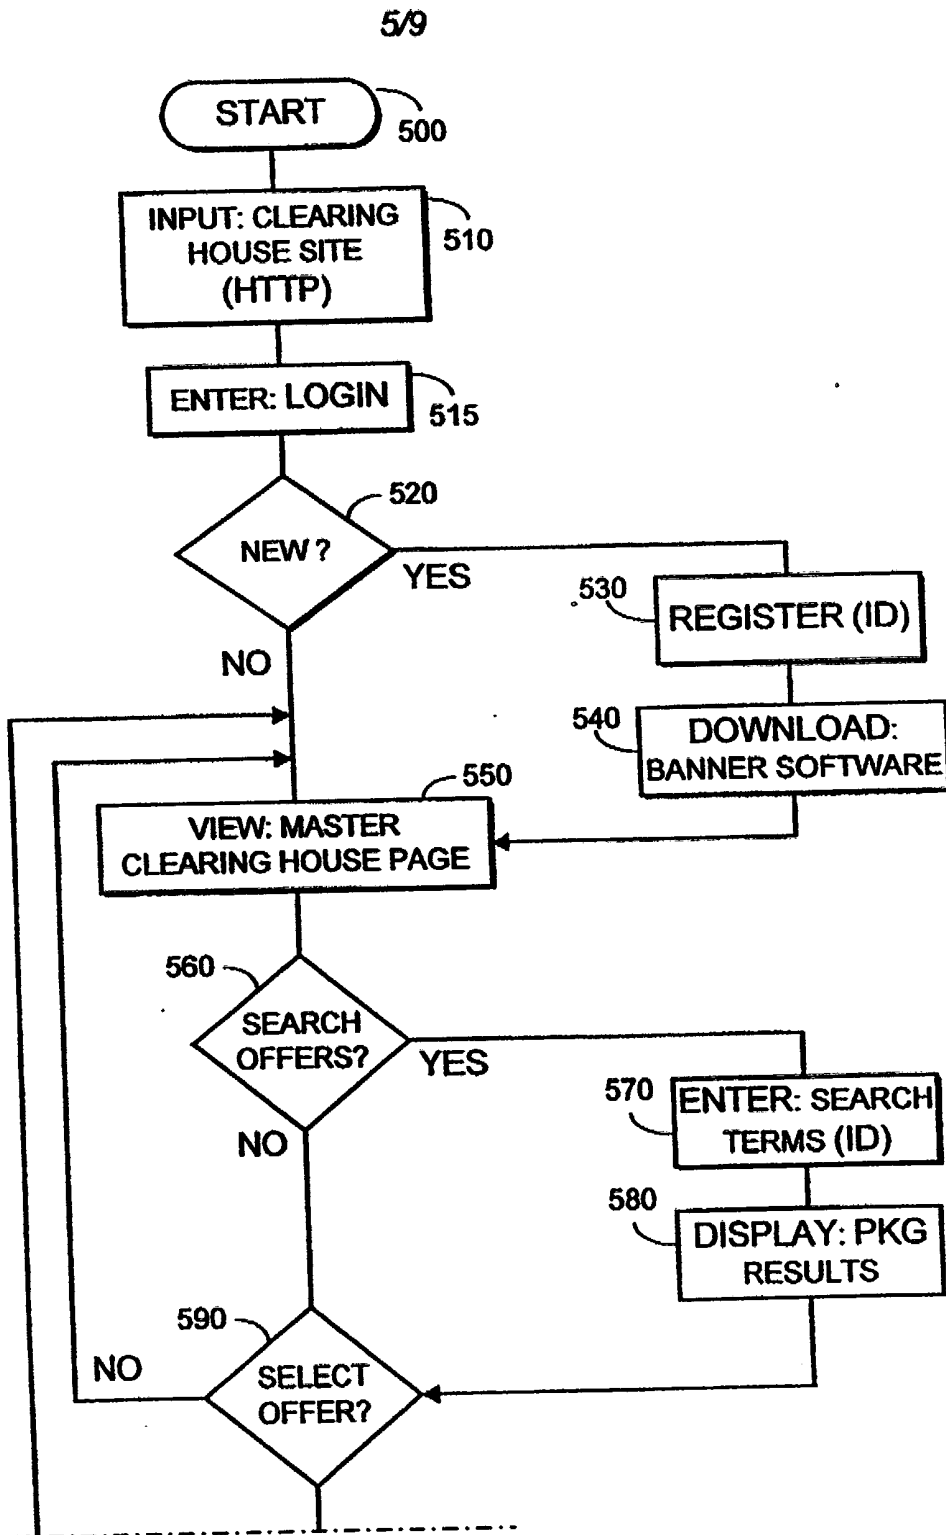 5/9
START
500
INPUT: CLEARING
HOUSE SITE
(HTTP)
510
ENTER: LOGIN
515
520
NEW ?
YES
NO
530
REGISTER (ID)
540
DOWNLOAD:
BANNER SOFTWARE
550
VIEW: MASTER
CLEARING HOUSE PAGE
560
SEARCH
OFFERS?
YES
NO
570
ENTER: SEARCH
TERMS (ID)
580
DISPLAY: PKG
RESULTS
590
NO
SELECT
OFFER?